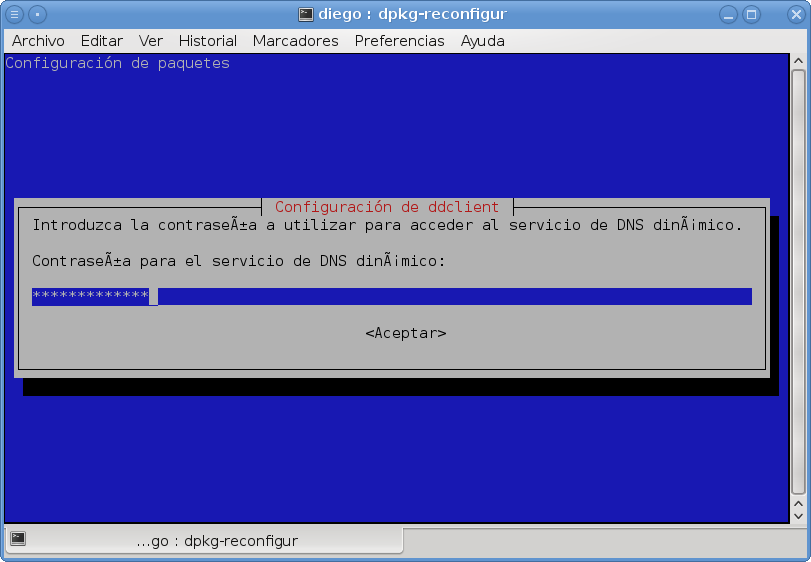 diego : dpkg-reconfigur
Archivo Editar Ver Historial Marcadores Preferencias Ayuda
Configuración de paquetes
Configuración de ddclient
Introduzca la contraseÃ±a a utilizar para acceder al servicio de DNS dinÃ¡mico.
ContraseÃ±a para el servicio de DNS dinÃ¡mico:
*************
<Aceptar>
...go : dpkg-reconfigur